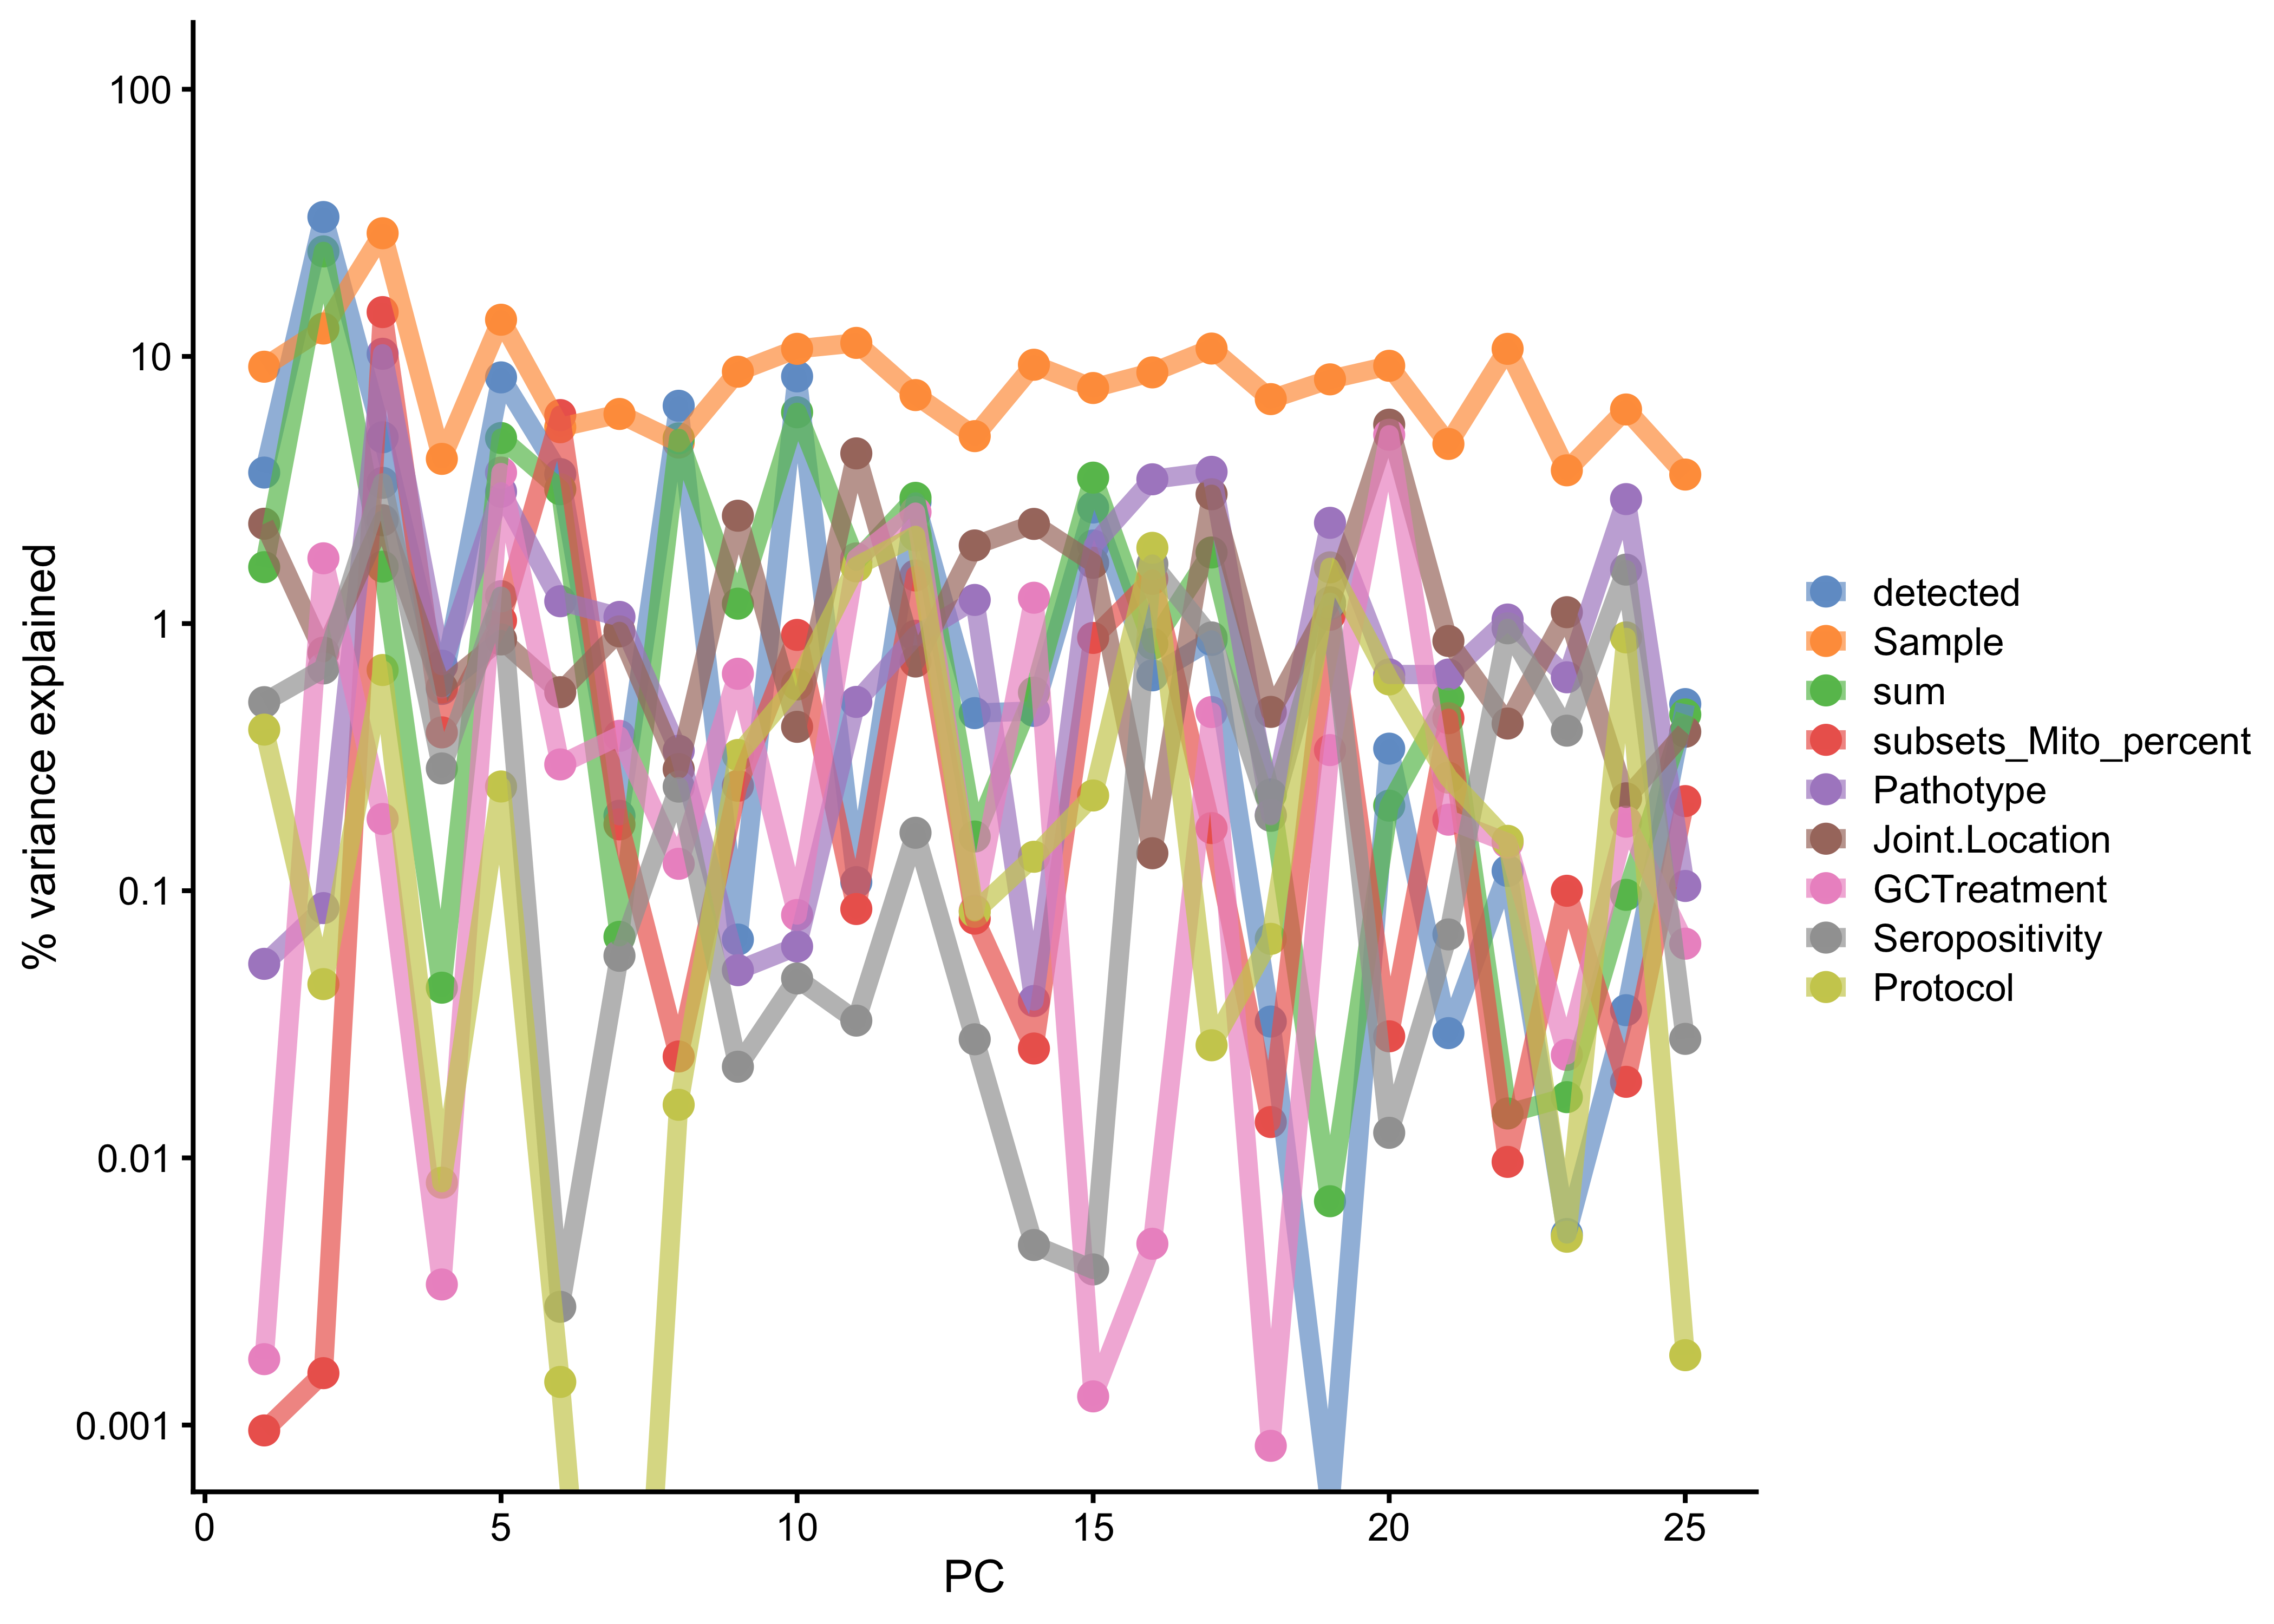 % variance explained
100
10
1
0.1
0.01
0.001
0
5
10
15
20
25
PC
detected
Sample
sum
subsets_Mito_percent
Pathotype
Joint.Location
GCTreatment
Seropositivity
Protocol